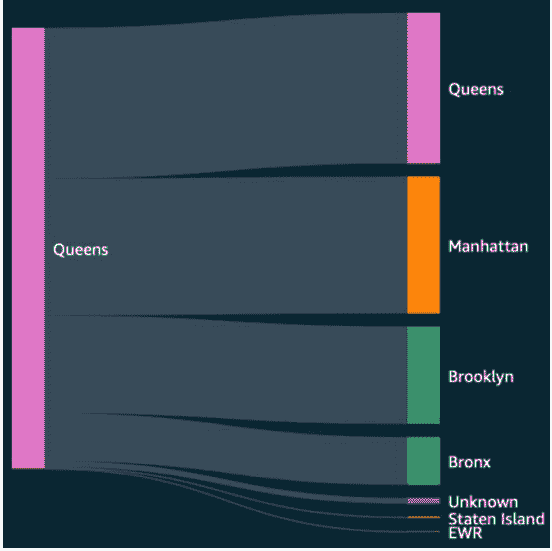 Queens
Queens
Manhattan
Brooklyn
Bronx
Unknown
Staten Island
EWR